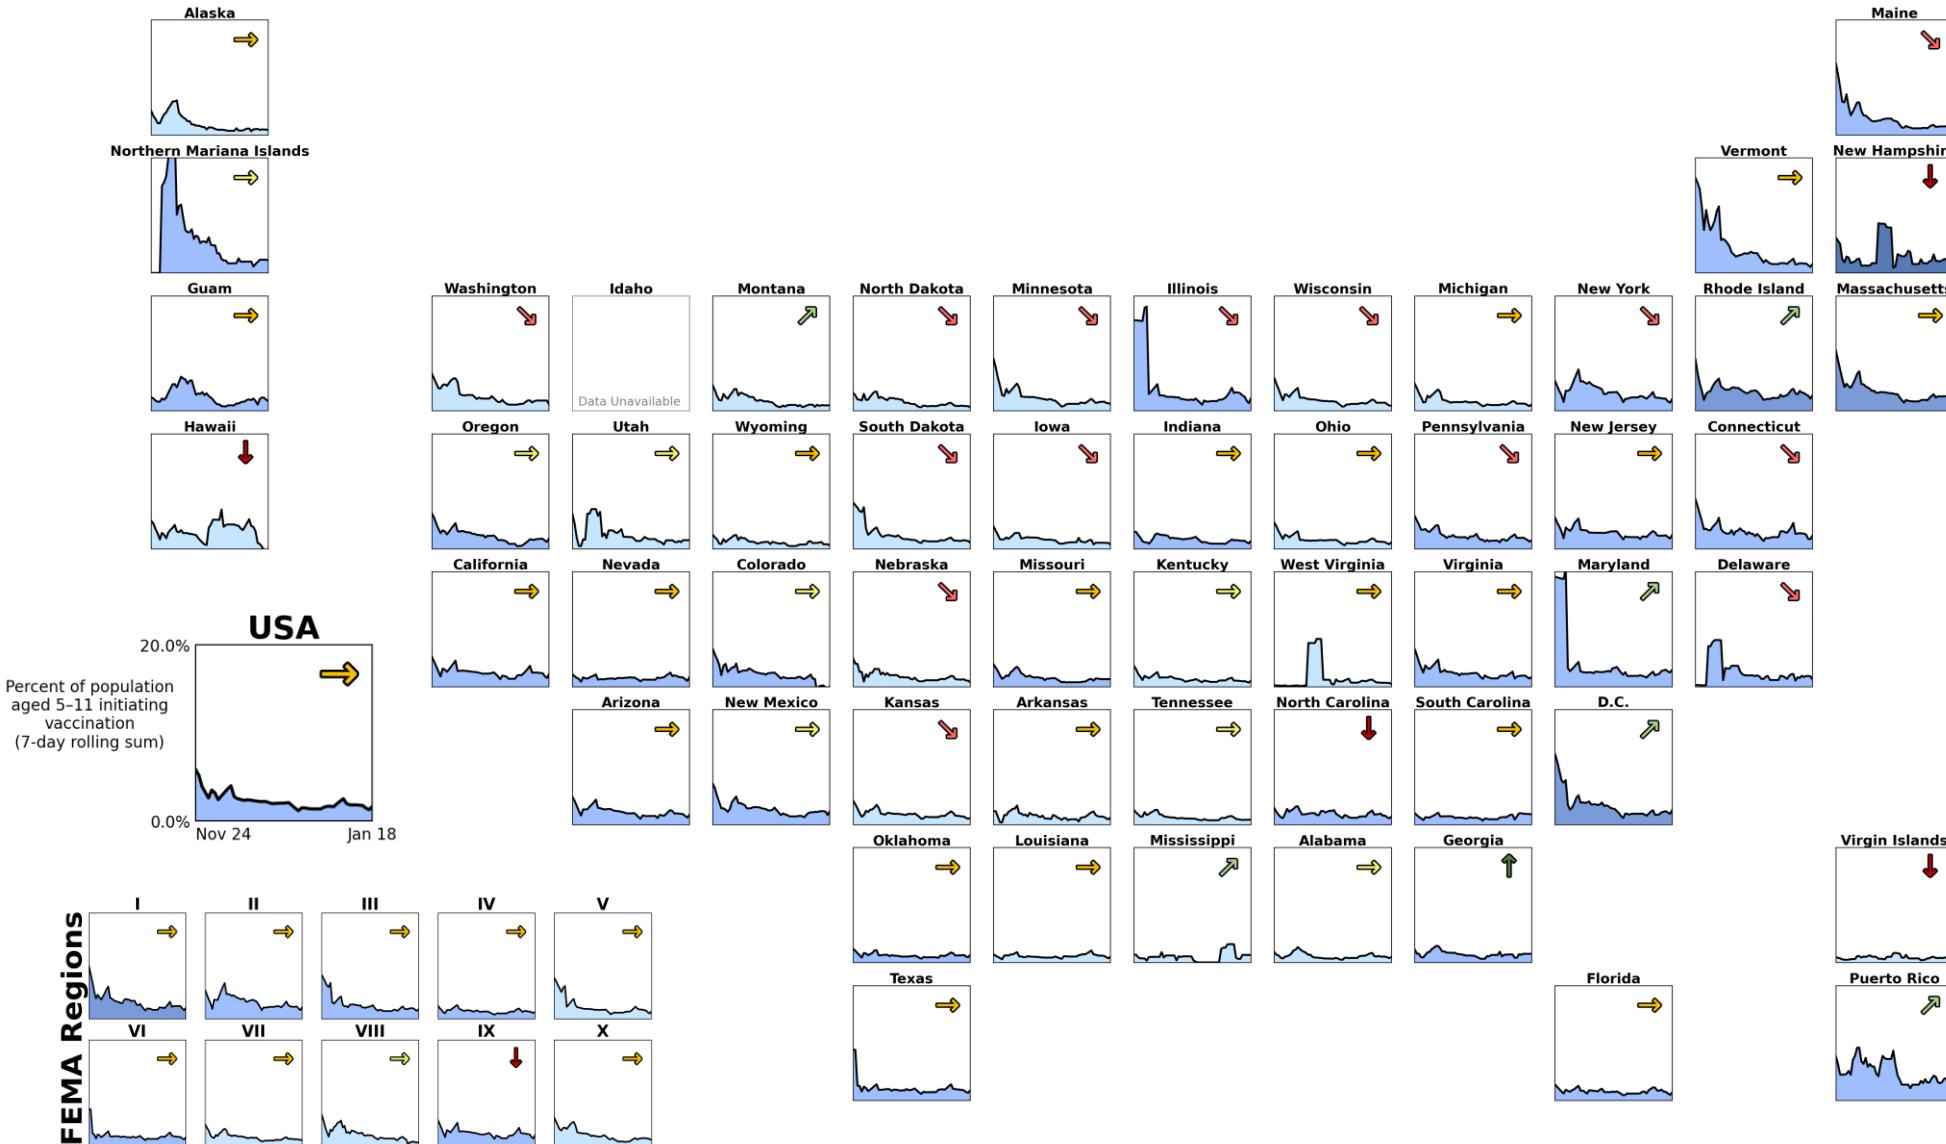 Alaska
Maine
Northern Mariana Islands
Vermont
New Hampshir
Guam
Washington
Idaho
Data Unavailable
Montana
North Dakota
Minnesota
Illinois
Wisconsin
Michigan
New York
Rhode Island
Massachusetts
Hawaii
Oregon
Utah
Wyoming
South Dakota
Iowa
Indiana
Ohio
Pennsylvania
New Jersey
Connecticut
California
Nevada
Colorado
Nebraska
Missouri
Kentucky
West Virginia
Virginia
Maryland
Delaware
USA
20.0%
Percent of population
aged 5–11 initiating
vaccination
(7-day rolling sum)
0.0%
Nov 24
Jan 18
Arizona
New Mexico
Kansas
Arkansas
Tennessee
North Carolina
South Carolina
D.C.
Oklahoma
Louisiana
Mississippi
Alabama
Georgia
Virgin Islands
Texas
Florida
Puerto Rico
FEMA Regions
I
II
III
IV
V
VI
VII
VIII
IX
X